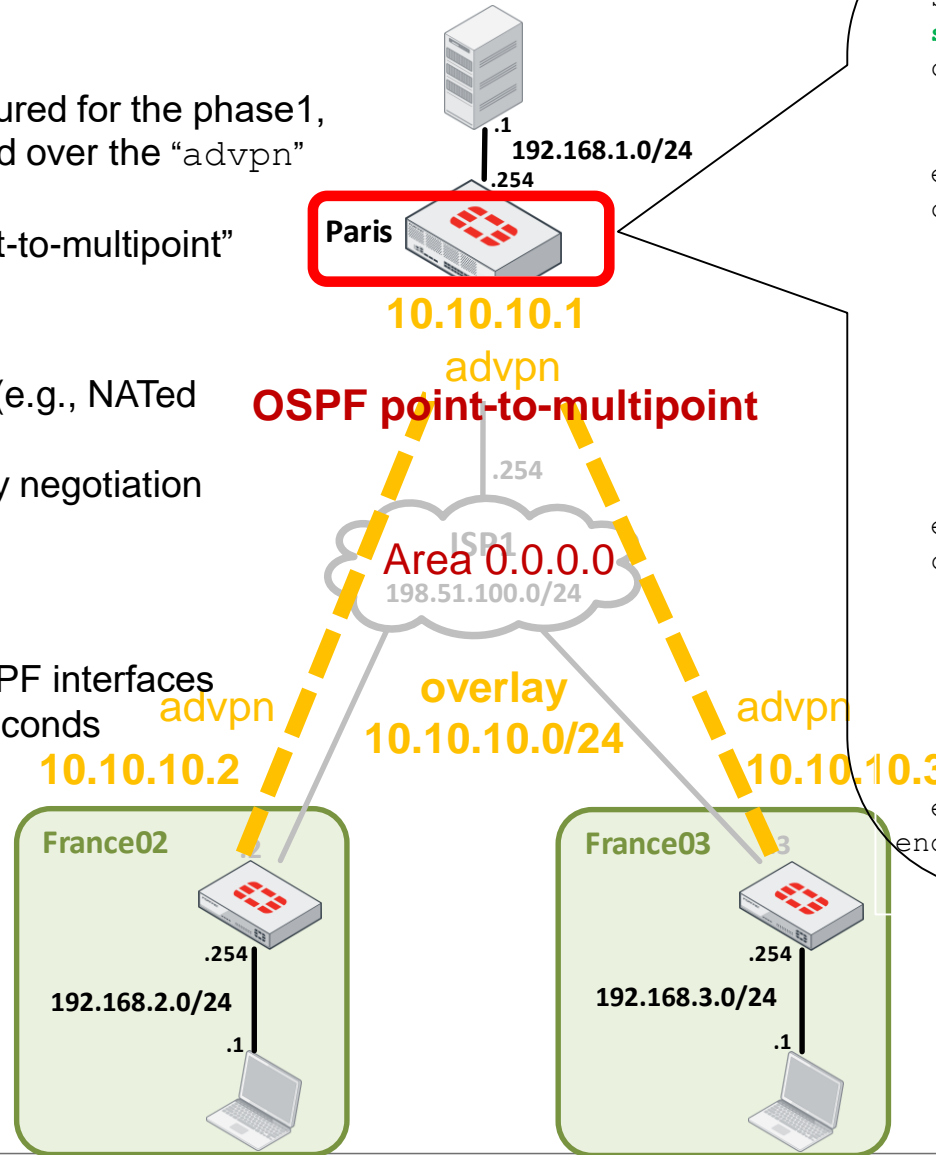 ured for the phase1,
d over the “advpn”
t-to-multipoint”
(e.g., NATed
y negotiation
PF interfaces
conds
.1
192.168.1.0/24
.254
Paris
10.10.10.1
advpn
OSPF point-to-multipoint
.254
ISP1
Area 0.0.0.0
198.51.100.0/24
overlay
10.10.10.0/24
advpn
10.10.10.2
advpn
10.10.10.3
France02
.2
.254
192.168.2.0/24
.1
France03
.3
.254
192.168.3.0/24
.1
s
e
e
e
end